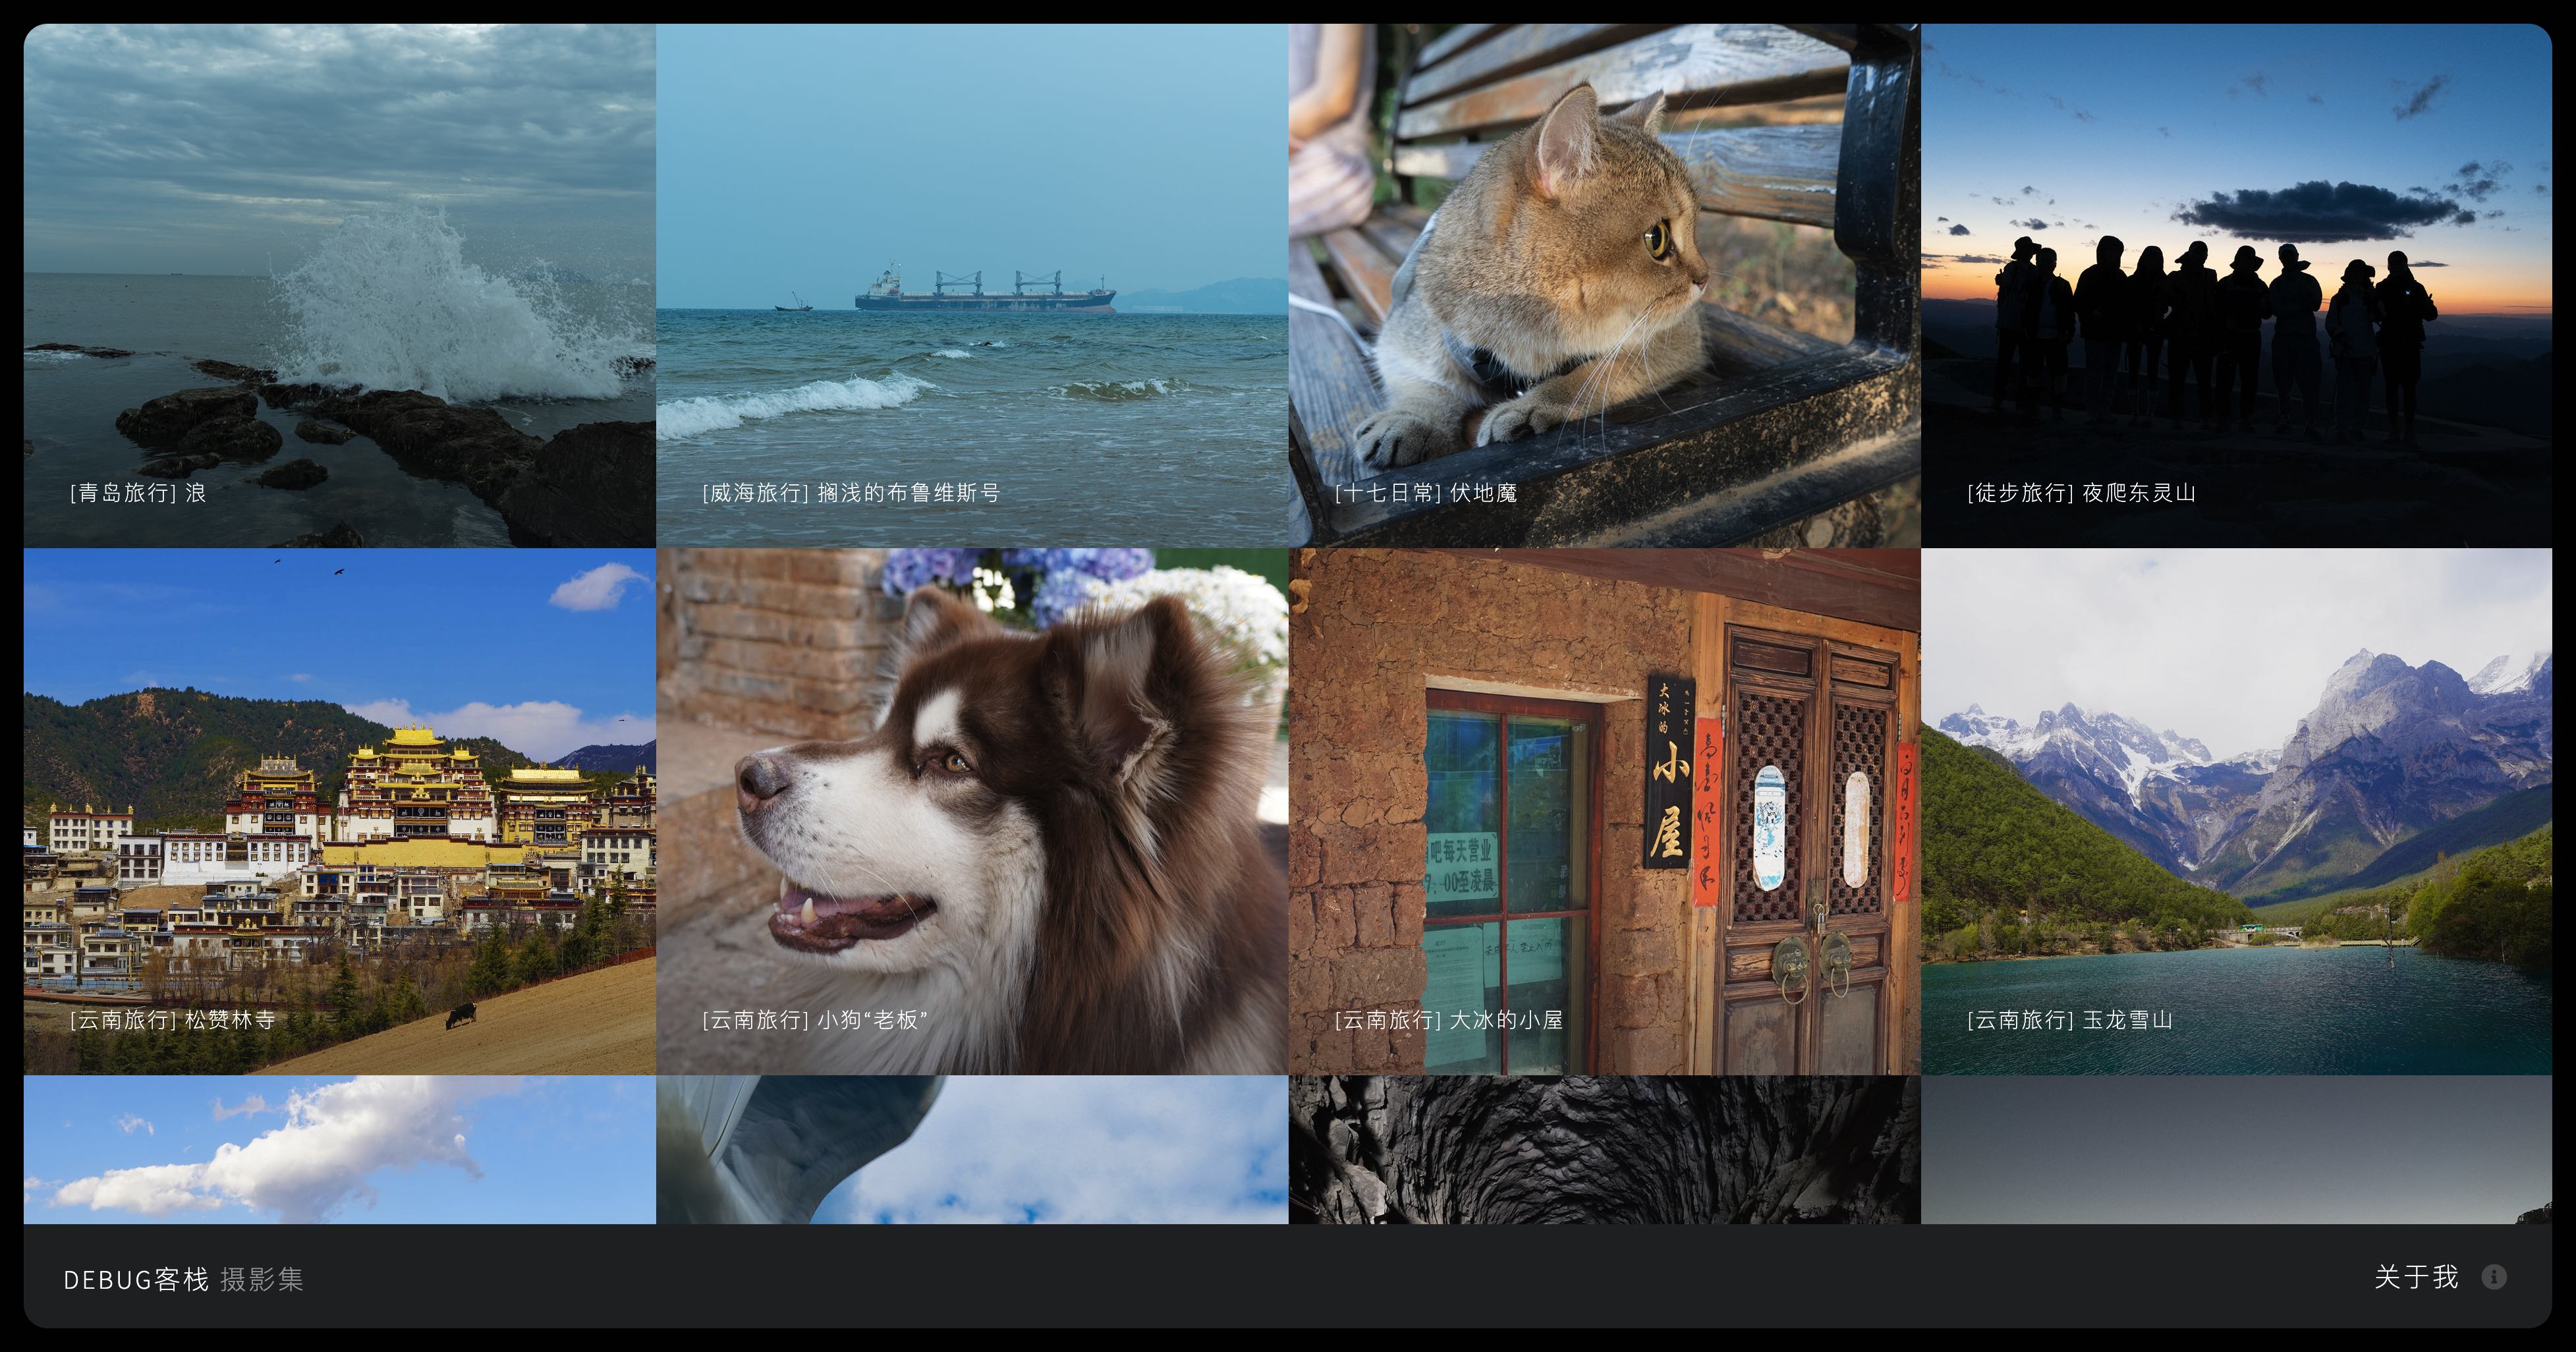 [青岛旅行] 浪
[威海旅行] 搁浅的布鲁维斯号
[十七日常] 伏地魔
[徒步旅行] 夜爬东灵山
大冰的
小屋
吧每天营业
9:00至凌晨
[云南旅行] 松赞林寺
[云南旅行] 小狗“老板”
[云南旅行] 大冰的小屋
[云南旅行] 玉龙雪山
DEBUG客栈 摄影集
关于我